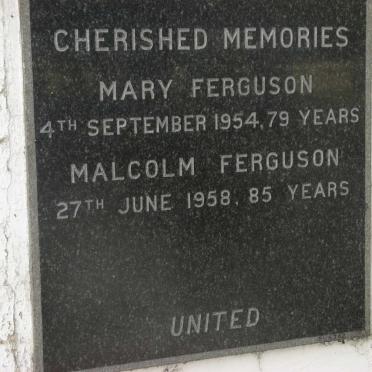 CHERISHED MEMORIES
MARY FERGUSON
4TH SEPTEMBER 1954, 79 YEARS
MALCOLM FERGUSON
27TH JUNE 1958, 85 YEARS
UNITED